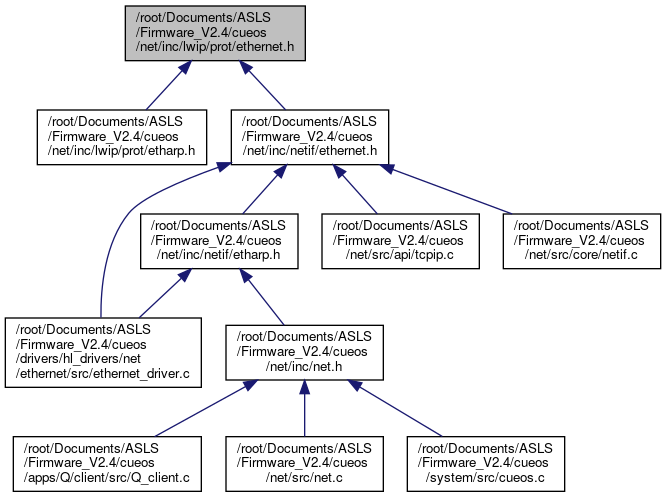 /root/Documents/ASLS
/Firmware_V2.4/cueos
/net/inc/lwip/prot/ethernet.h
/root/Documents/ASLS
/Firmware_V2.4/cueos
/net/inc/lwip/prot/etharp.h
/root/Documents/ASLS
/Firmware_V2.4/cueos
/net/inc/netif/ethernet.h
/root/Documents/ASLS
/Firmware_V2.4/cueos
/net/inc/netif/etharp.h
/root/Documents/ASLS
/Firmware_V2.4/cueos
/net/src/api/tcpip.c
/root/Documents/ASLS
/Firmware_V2.4/cueos
/net/src/core/netif.c
/root/Documents/ASLS
/Firmware_V2.4/cueos
/drivers/hl_drivers/net
/ethernet/src/ethernet_driver.c
/root/Documents/ASLS
/Firmware_V2.4/cueos
/net/inc/net.h
/root/Documents/ASLS
/Firmware_V2.4/cueos
/apps/Q/client/src/Q_client.c
/root/Documents/ASLS
/Firmware_V2.4/cueos
/net/src/net.c
/root/Documents/ASLS
/Firmware_V2.4/cueos
/system/src/cueos.c